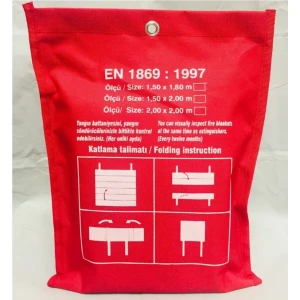 EN 1869 : 1997
Ölçü/ Size: 1,50 x 1,80 m
Ölçü/ Size: 1,50 x 2,00 m
Ölçü/ Size: 2,00 x 2,00 m
Yangın battaniyesini, yangın
söndürücülerinizle birlikte kontrol
edebilirsiniz. (Her oniki ayda)
You can visually inspect fire blankets
at the same time as extinguishers.
(Every twelve months)
Katlama talimatı / Folding instruction